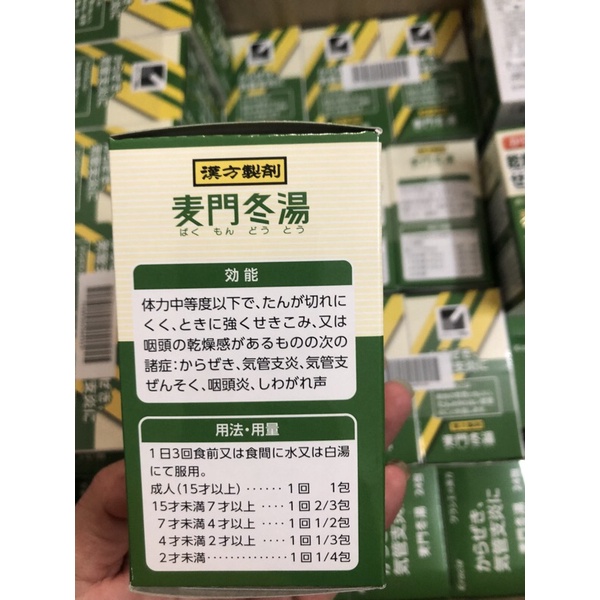 漢方製剤
麦門冬湯
ばく もん どう とう
効能
体力中等度以下で、たんが切れに
くく、ときに強くせきこみ、又は
咽頭の乾燥感があるものの次の
諸症:からぜき、気管支炎、気管支
ぜんそく、咽頭炎、しわがれ声
用法・用量
1日3回食前又は食間に水又は白湯
にて服用。
成人(15才以上)……1回 1包
15才未満7才以上……1回 2/3包
7才未満4才以上……1回 1/2包
4才未満2才以上……1回 1/3包
2才未満……………1回 1/4包
麦門冬湯
麦門冬湯
からぜき、
気管支炎に
麦門冬湯